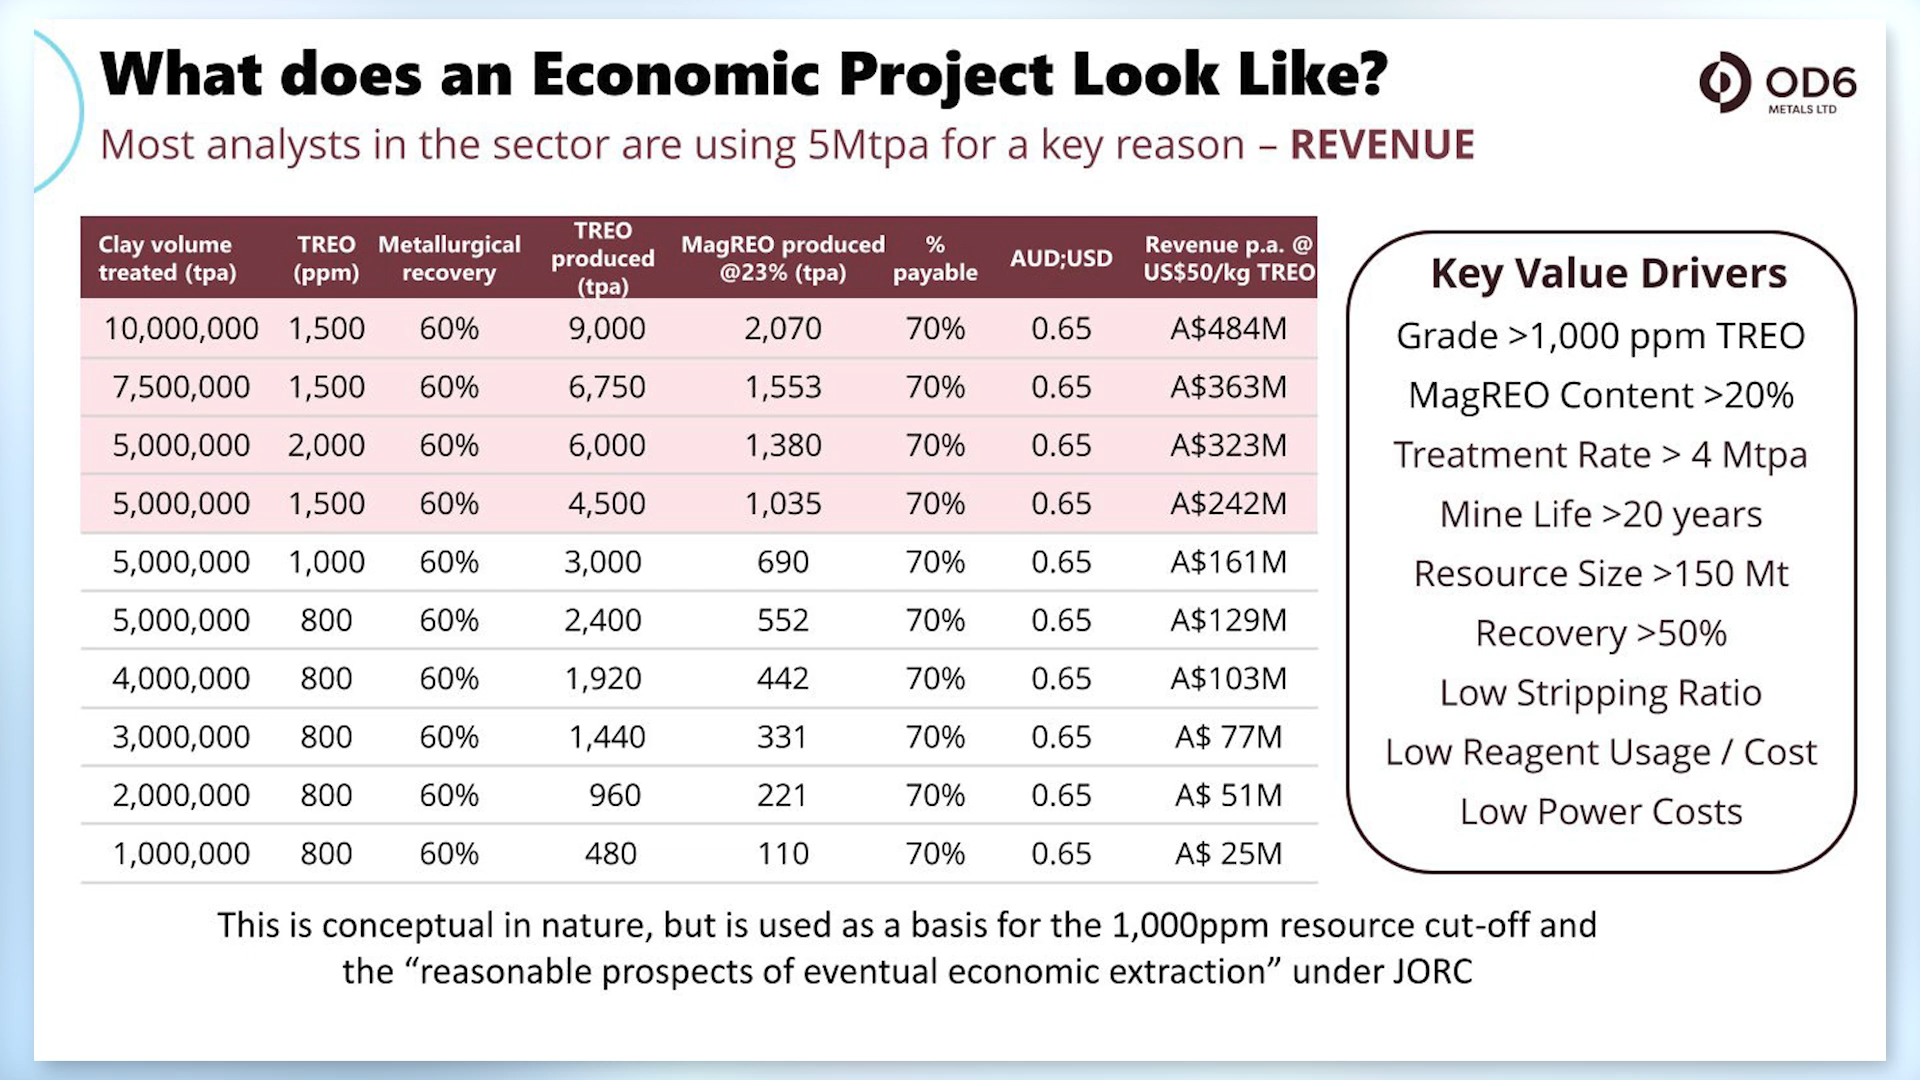 What does an Economic Project Look Like?
Most analysts in the sector are using 5Mtpa for a key reason – REVENUE
OD6
METALS LTD
Clay volume treated (tpa) TREO (ppm) Metallurgical recovery TREO produced (tpa) MagREO produced @23% (tpa) % payable AUD;USD Revenue p.a. @ US$50/kg TREO
10,000,000 1,500 60% 9,000 2,070 70% 0.65 A$484M
7,500,000 1,500 60% 6,750 1,553 70% 0.65 A$363M
5,000,000 2,000 60% 6,000 1,380 70% 0.65 A$323M
5,000,000 1,500 60% 4,500 1,035 70% 0.65 A$242M
5,000,000 1,000 60% 3,000 690 70% 0.65 A$161M
5,000,000 800 60% 2,400 552 70% 0.65 A$129M
4,000,000 800 60% 1,920 442 70% 0.65 A$103M
3,000,000 800 60% 1,440 331 70% 0.65 A$ 77M
2,000,000 800 60% 960 221 70% 0.65 A$ 51M
1,000,000 800 60% 480 110 70% 0.65 A$ 25M
Key Value Drivers
Grade >1,000 ppm TREO
MagREO Content >20%
Treatment Rate > 4 Mtpa
Mine Life >20 years
Resource Size >150 Mt
Recovery >50%
Low Stripping Ratio
Low Reagent Usage / Cost
Low Power Costs
This is conceptual in nature, but is used as a basis for the 1,000ppm resource cut-off and
the “reasonable prospects of eventual economic extraction” under JORC